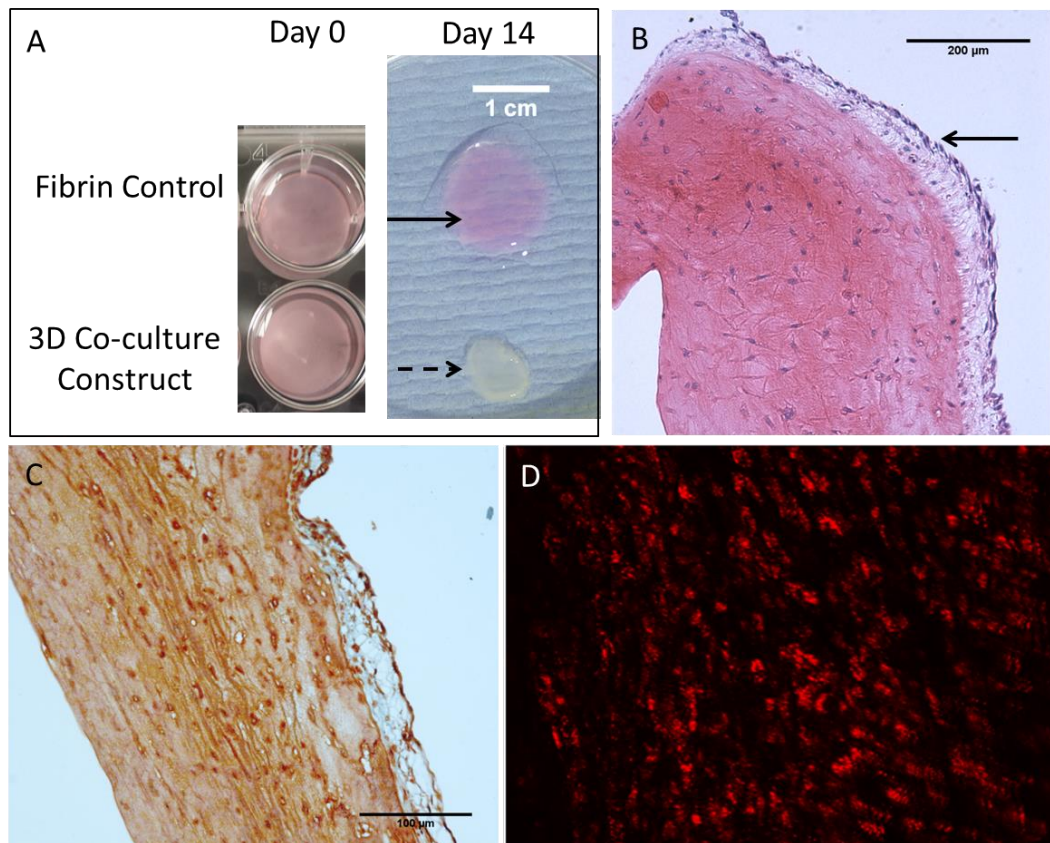 A
Day 0
Day 14
1 cm
Fibrin Control
3D Co-culture
Construct
B
200 µm
C
100 µm
D